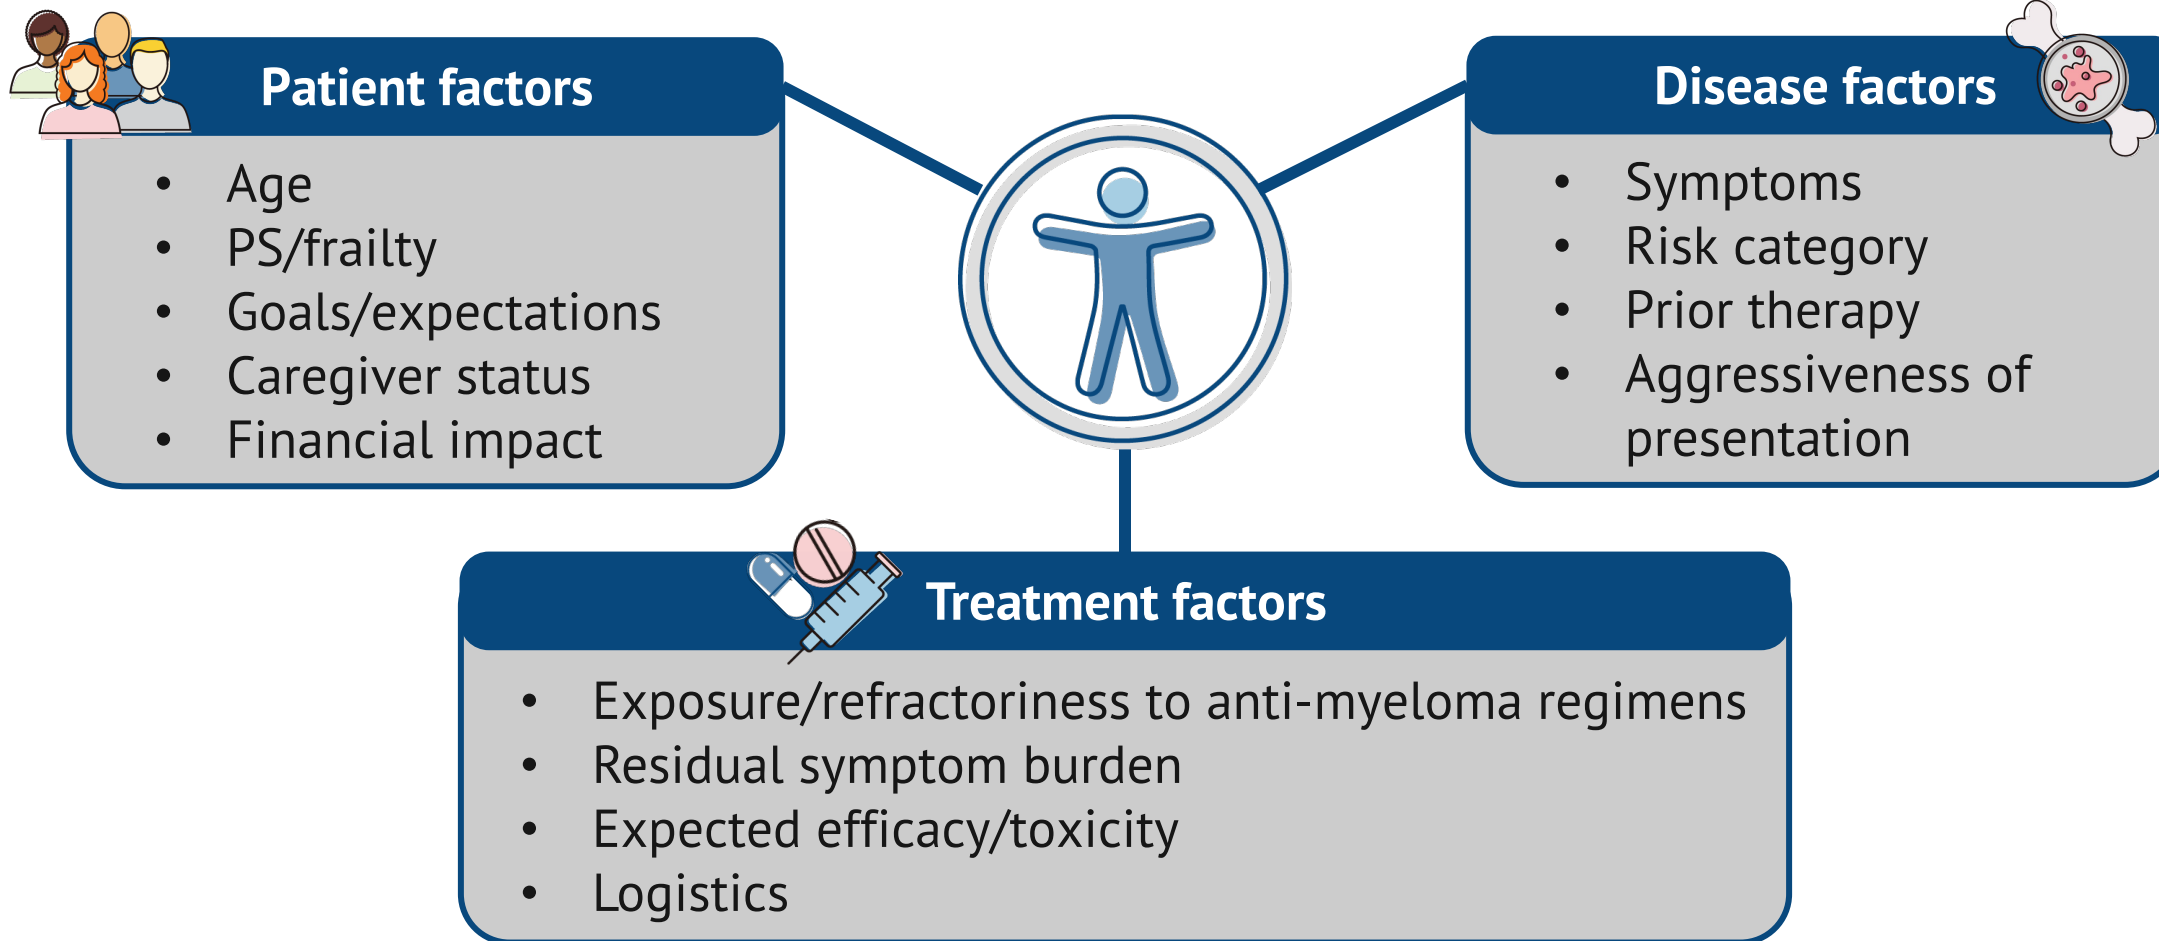 Patient factors
• Age
• PS/frailty
• Goals/expectations
• Caregiver status
• Financial impact
Disease factors
• Symptoms
• Risk category
• Prior therapy
• Aggressiveness of
presentation
Treatment factors
• Exposure/refractoriness to anti-myeloma regimens
• Residual symptom burden
• Expected efficacy/toxicity
• Logistics